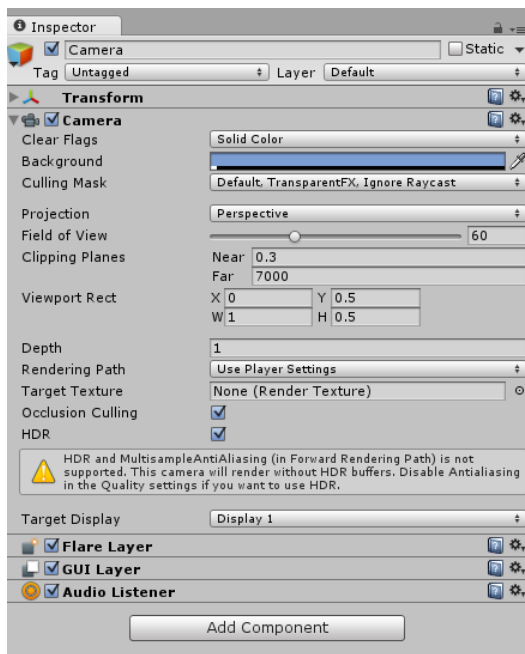 Inspector
Camera Static
Tag Untagged Layer Default
Transform
Camera
Clear Flags Solid Color
Background
Culling Mask Default, TransparentFX, Ignore Raycast
Projection Perspective
Field of View 60
Clipping Planes Near 0.3
Far 7000
Viewport Rect X 0 Y 0.5
W 1 H 0.5
Depth 1
Rendering Path Use Player Settings
Target Texture None (Render Texture)
Occlusion Culling
HDR
HDR and MultisampleAntiAliasing (in Forward Rendering Path) is not
supported. This camera will render without HDR buffers. Disable Antialiasing
in the Quality settings if you want to use HDR.
Target Display Display 1
Flare Layer
GUI Layer
Audio Listener
Add Component